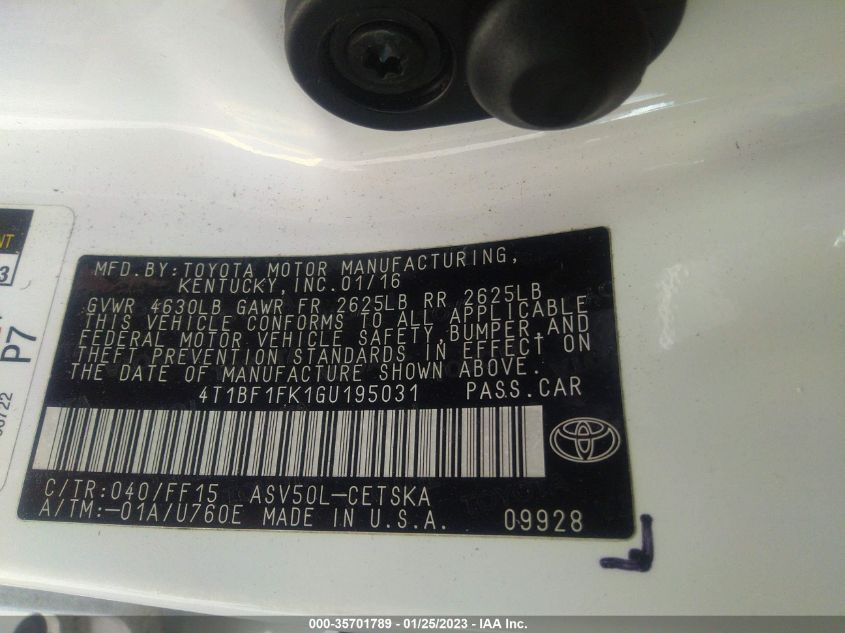 MFD.BY:TOYOTA MOTOR MANUFACTURING,
KENTUCKY,INC.01/16
GVWR 4630LB GAWR FR 2625LB RR 2625LB
THIS VEHICLE CONFORMS TO ALL APPLICABLE
FEDERAL MOTOR VEHICLE SAFETY,BUMPER,AND
THEFT PREVENTION STANDARDS IN EFFECT ON
THE DATE OF MANUFACTURE SHOWN ABOVE.
4T1BF1FK1GU195031 PASS.CAR
C/TR:040/FF15 ASV50L-CETSKA
A/TM:-01A/U760E MADE IN U.S.A. 09928
P7
000-35701789 - 01/25/2023 - IAA Inc.